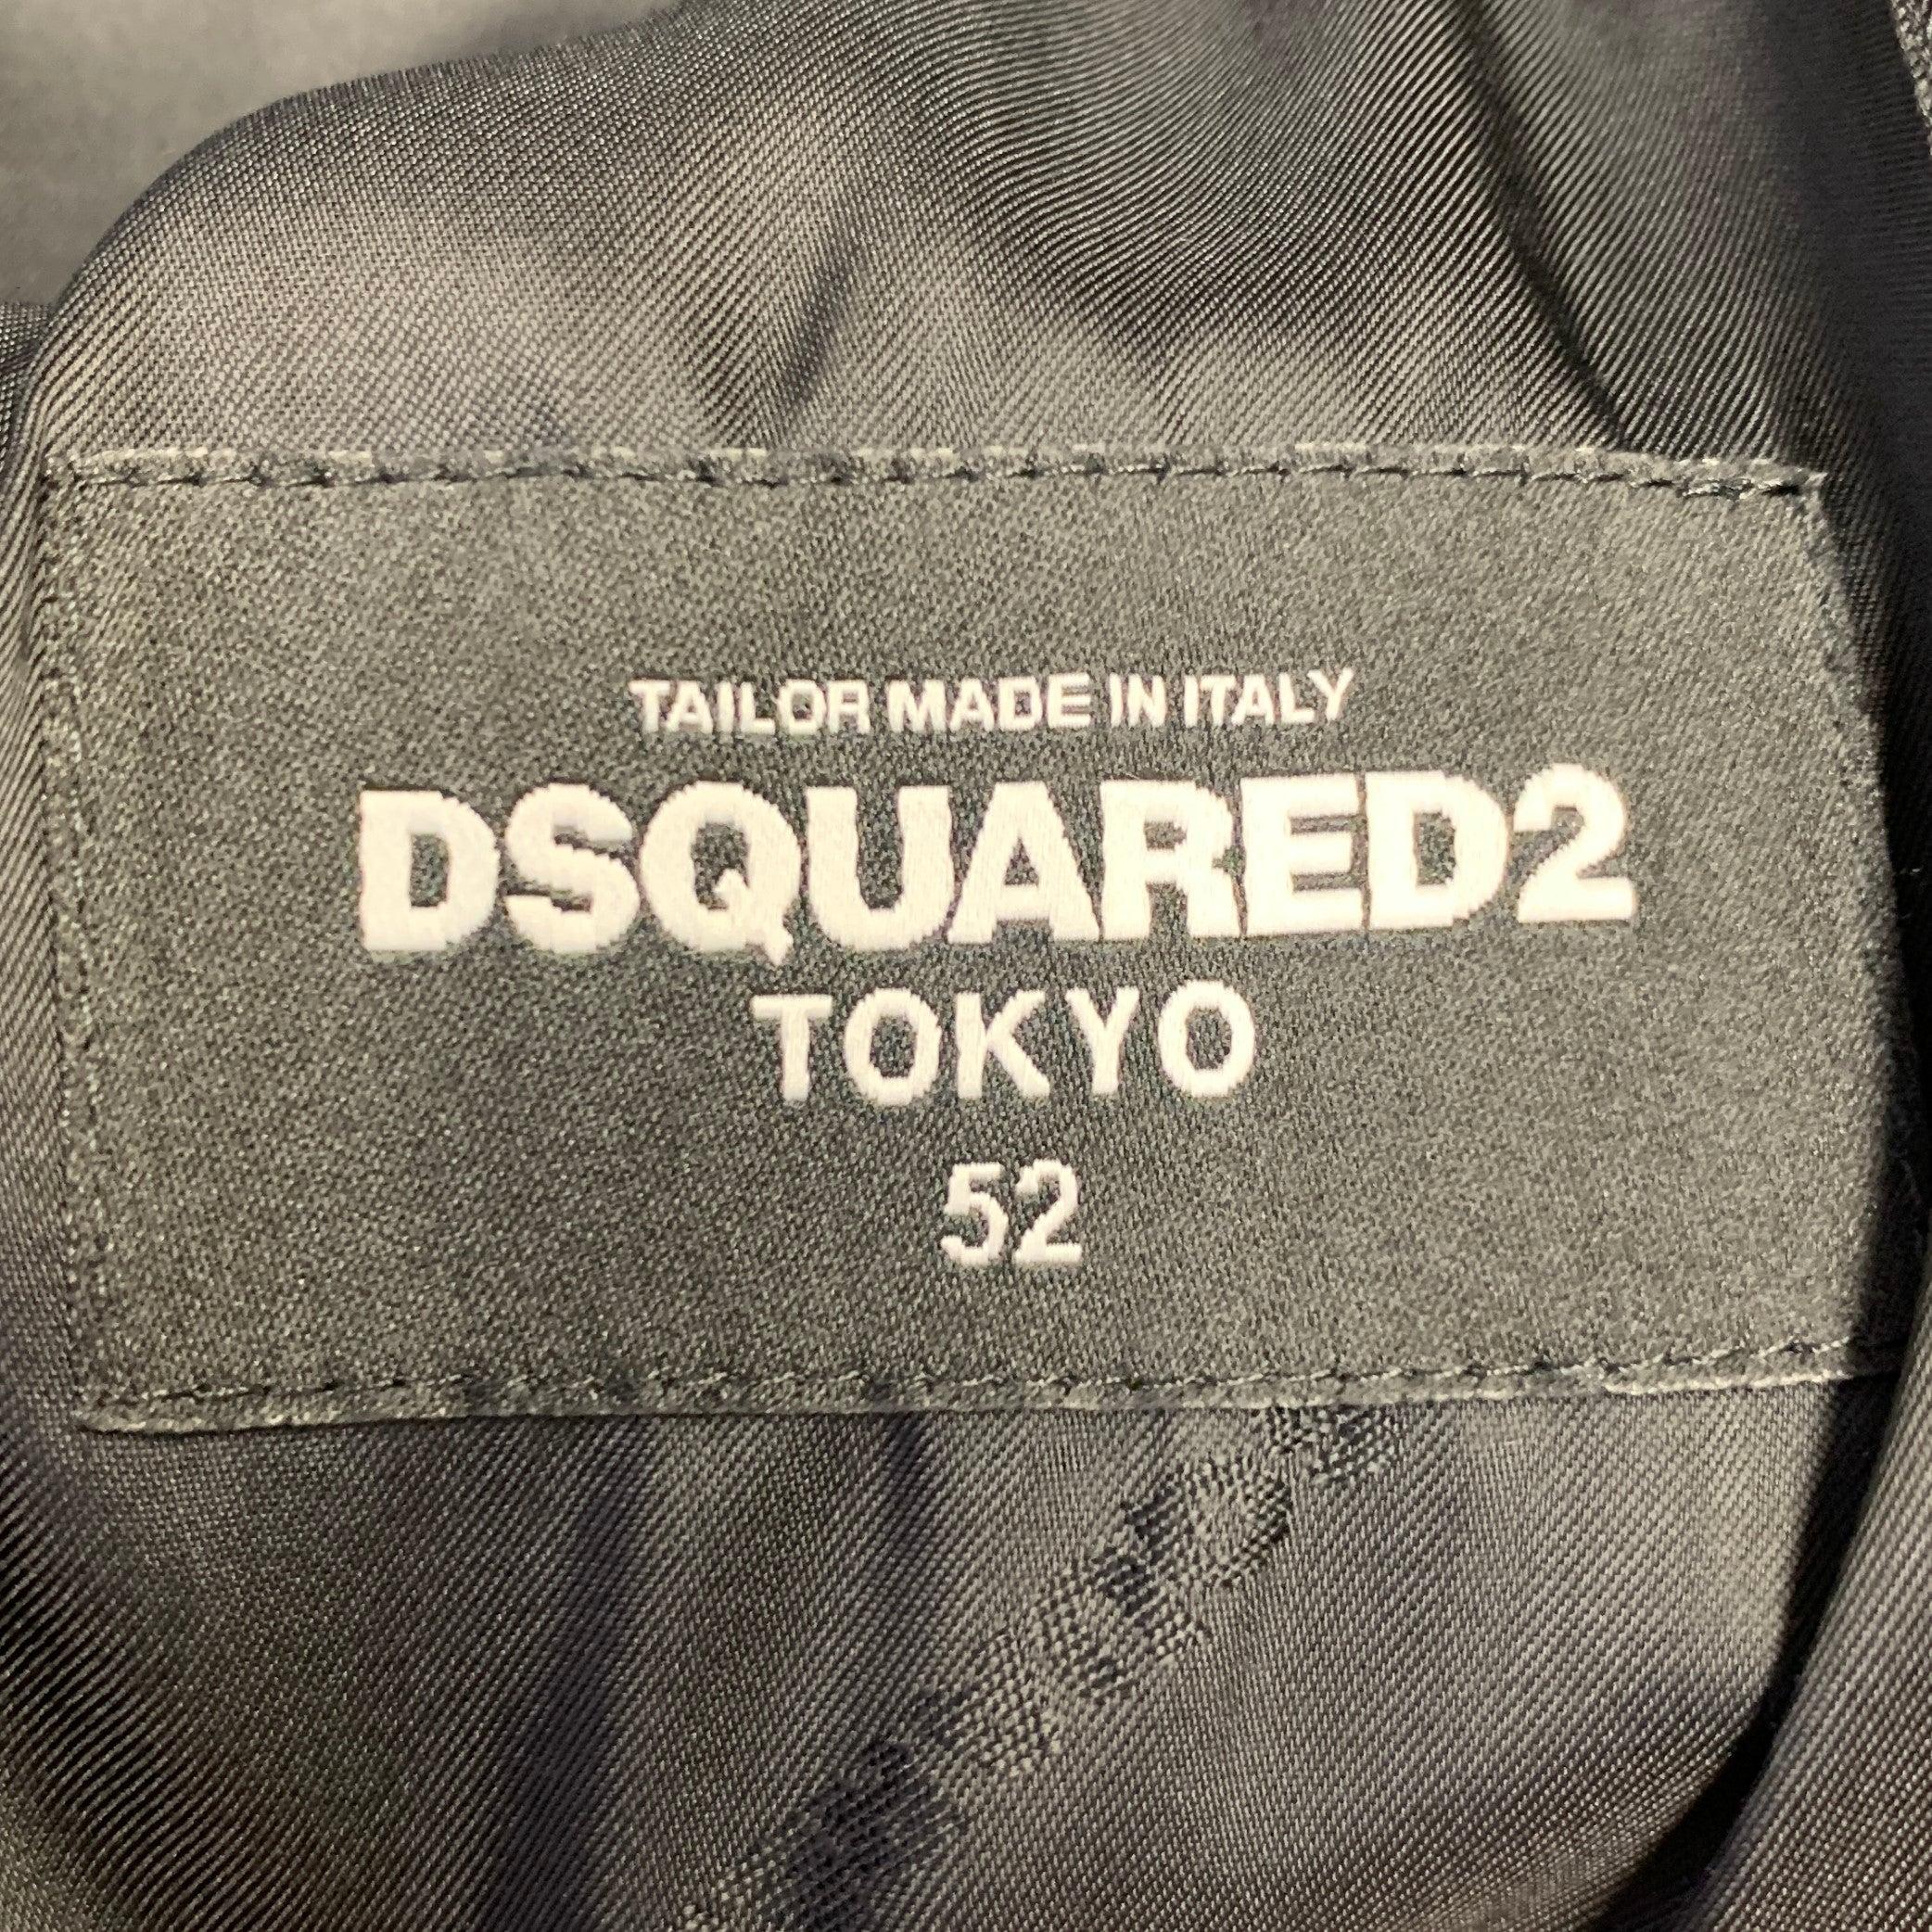 TAILOR MADE IN ITALY
DSQUARED2
TOKYO
52